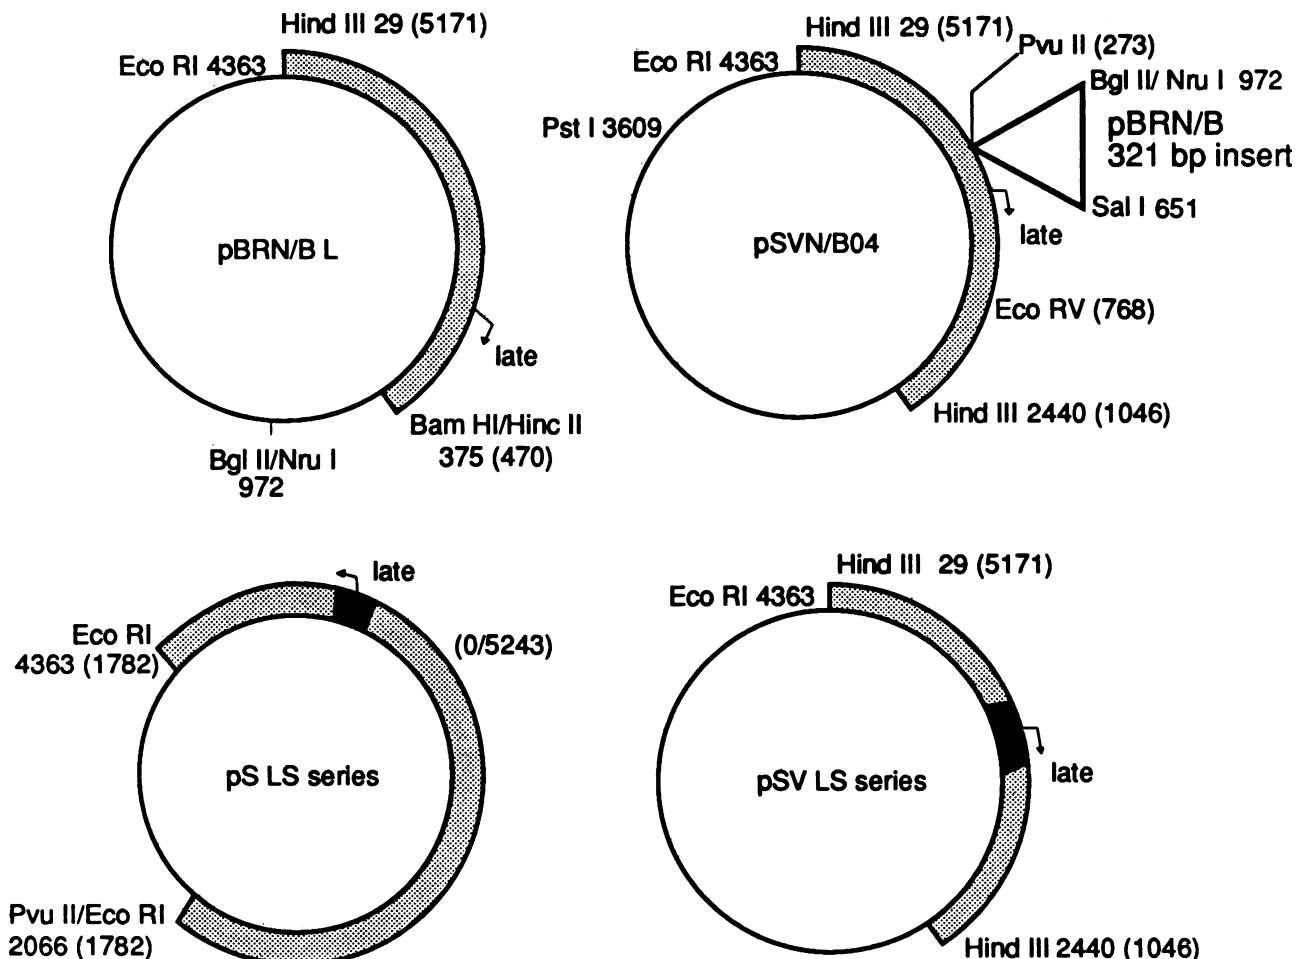 Hind III 29 (5171)
Eco RI 4363
pBRN/B L
late
Bam HI/Hinc II
375 (470)
Bgl II/Nru I
972
Hind III 29 (5171)
Eco RI 4363
Pvu II (273)
Bgl II/ Nru I 972
Pst I 3609
pBRN/B
321 bp insert
Sal I 651
late
pSVN/B04
Eco RV (768)
Hind III 2440 (1046)
late
Eco RI
4363 (1782)
(0/5243)
pS LS series
Pvu II/Eco RI
2066 (1782)
Hind III 29 (5171)
Eco RI 4363
pSV LS series
late
Hind III 2440 (1046)